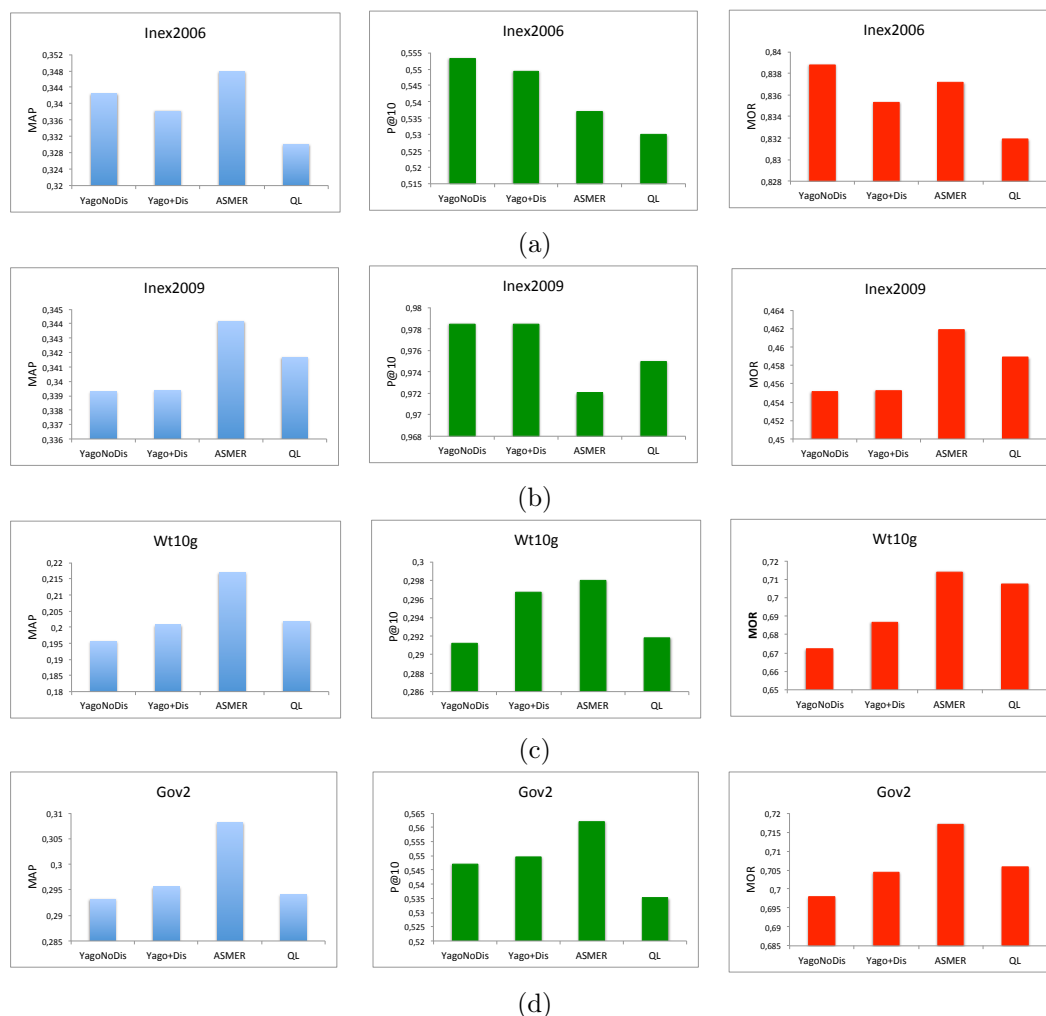 Inex2006
0,352
0,348
0,344
0,34
0,336
0,332
0,328
0,324
0,32
MAP
YagoNoDis Yago+Dis ASMER QL
Inex2006
0,555
0,55
0,545
0,54
0,535
0,53
0,525
0,52
0,515
P@10
YagoNoDis Yago+Dis ASMER QL
Inex2006
0,84
0,838
0,836
0,834
0,832
0,83
0,828
MOR
YagoNoDis Yago+Dis ASMER QL
(a)
Inex2009
0,345
0,344
0,342
0,341
0,34
0,339
0,337
0,336
MAP
YagoNoDis Yago+Dis ASMER QL
Inex2009
0,98
0,978
0,976
0,974
0,972
0,97
0,968
P@10
YagoNoDis Yago+Dis ASMER QL
Inex2009
0,464
0,462
0,46
0,458
0,456
0,454
0,452
0,45
MOR
YagoNoDis Yago+Dis ASMER QL
(b)
Wt10g
0,22
0,215
0,21
0,205
0,2
0,195
0,19
0,185
0,18
MAP
YagoNoDis Yago+Dis ASMER QL
Wt10g
0,3
0,298
0,296
0,294
0,292
0,29
0,288
0,286
P@10
YagoNoDis Yago+Dis ASMER QL
Wt10g
0,72
0,71
0,7
0,69
0,68
0,67
0,66
0,65
MOR
YagoNoDis Yago+Dis ASMER QL
(c)
Gov2
0,31
0,305
0,3
0,295
0,29
0,285
MAP
YagoNoDis Yago+Dis ASMER QL
Gov2
0,565
0,56
0,555
0,55
0,545
0,54
0,535
0,53
0,525
0,52
P@10
YagoNoDis Yago+Dis ASMER QL
Gov2
0,72
0,715
0,71
0,705
0,7
0,695
0,69
0,685
MOR
YagoNoDis Yago+Dis ASMER QL
(d)